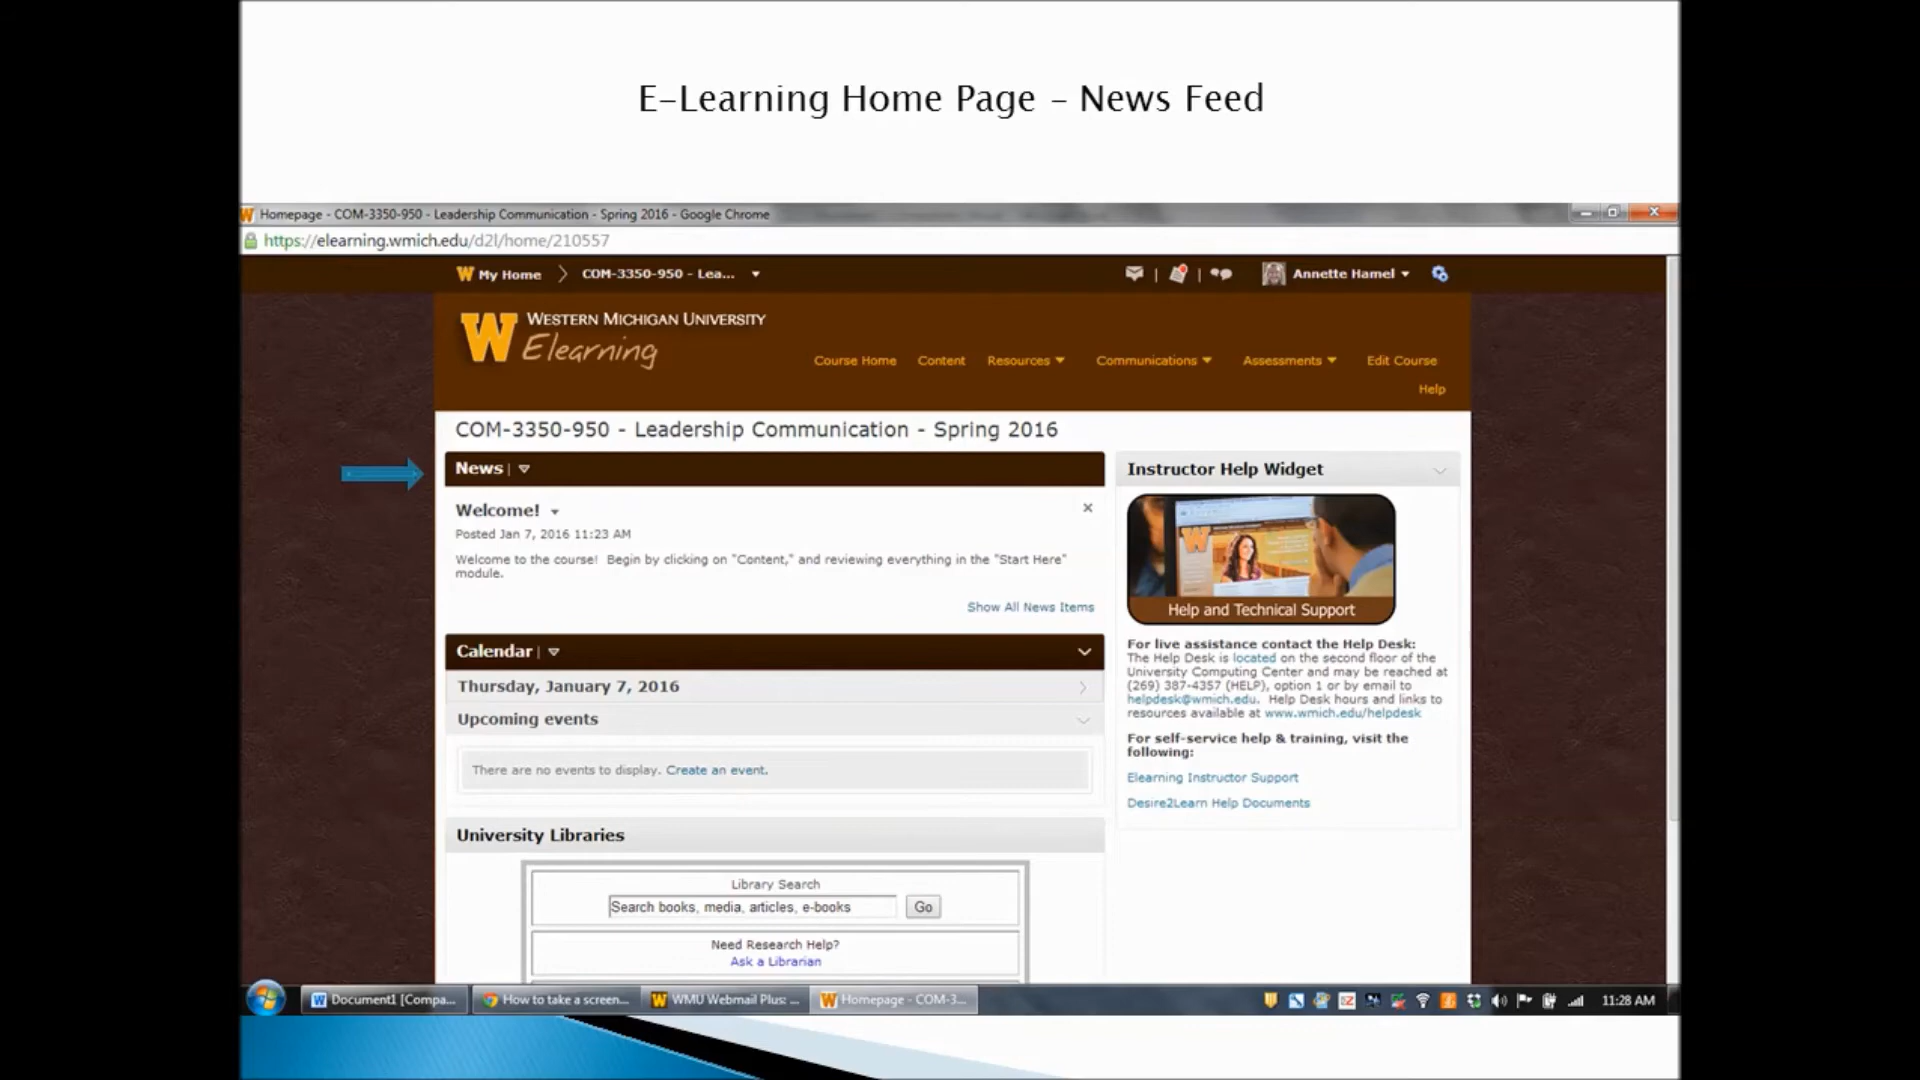 E-Learning Home Page - News Feed
Homepage - COM-3350-950 - Leadership Communication - Spring 2016 - Google Chrome
https://elearning.wmich.edu/d2l/home/210557
My Home COM-3350-950 - Lea... Annette Hamel
WESTERN MICHIGAN UNIVERSITY
Elearning
Course Home Content Resources Communications Assessments Edit Course
Help
COM-3350-950 - Leadership Communication - Spring 2016
News
Instructor Help Widget
Welcome!
Posted Jan 7, 2016 11:23 AM
Welcome to the course! Begin by clicking on "Content," and reviewing everything in the "Start Here"
module.
Show All News Items
Help and Technical Support
For live assistance contact the Help Desk:
The Help Desk is located on the second floor of the
University Computing Center and may be reached at
(269) 387-4357 (HELP), option 1 or by email to
helpdesk@wmich.edu. Help Desk hours and links to
resources available at www.wmich.edu/helpdesk
For self-service help & training, visit the
following:
Elearning Instructor Support
Desire2Learn Help Documents
Calendar
Thursday, January 7, 2016
Upcoming events
There are no events to display. Create an event.
University Libraries
Library Search
Search books, media, articles, e-books Go
Need Research Help?
Ask a Librarian
Document1 [Compa... How to take a screen... WMU Webmail Plus: ... Homepage - COM-3... 11:28 AM